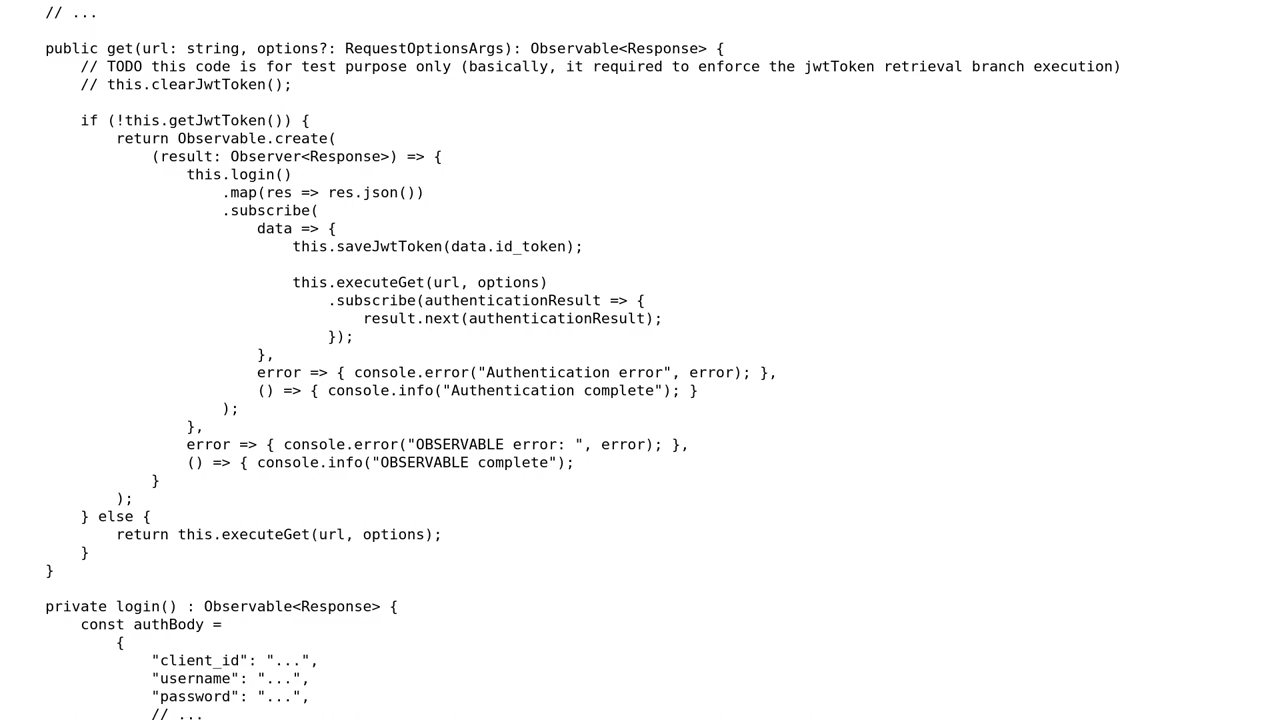 // ...
public get(url: string, options?: RequestOptionsArgs): Observable<Response> {
// TODO this code is for test purpose only (basically, it required to enforce the jwtToken retrieval branch execution)
// this.clearJwtToken();
if (!this.getJwtToken()) {
return Observable.create(
(result: Observer<Response>) => {
this.login()
.map(res => res.json())
.subscribe(
data => {
this.saveJwtToken(data.id_token);
this.executeGet(url, options)
.subscribe(authenticationResult => {
result.next(authenticationResult);
});
},
error => { console.error("Authentication error", error); },
() => { console.info("Authentication complete"); }
);
},
error => { console.error("OBSERVABLE error: ", error); },
() => { console.info("OBSERVABLE complete");
}
);
} else {
return this.executeGet(url, options);
}
}
private login() : Observable<Response> {
const authBody =
{
"client_id": "...",
"username": "...",
"password": "...",
// ...